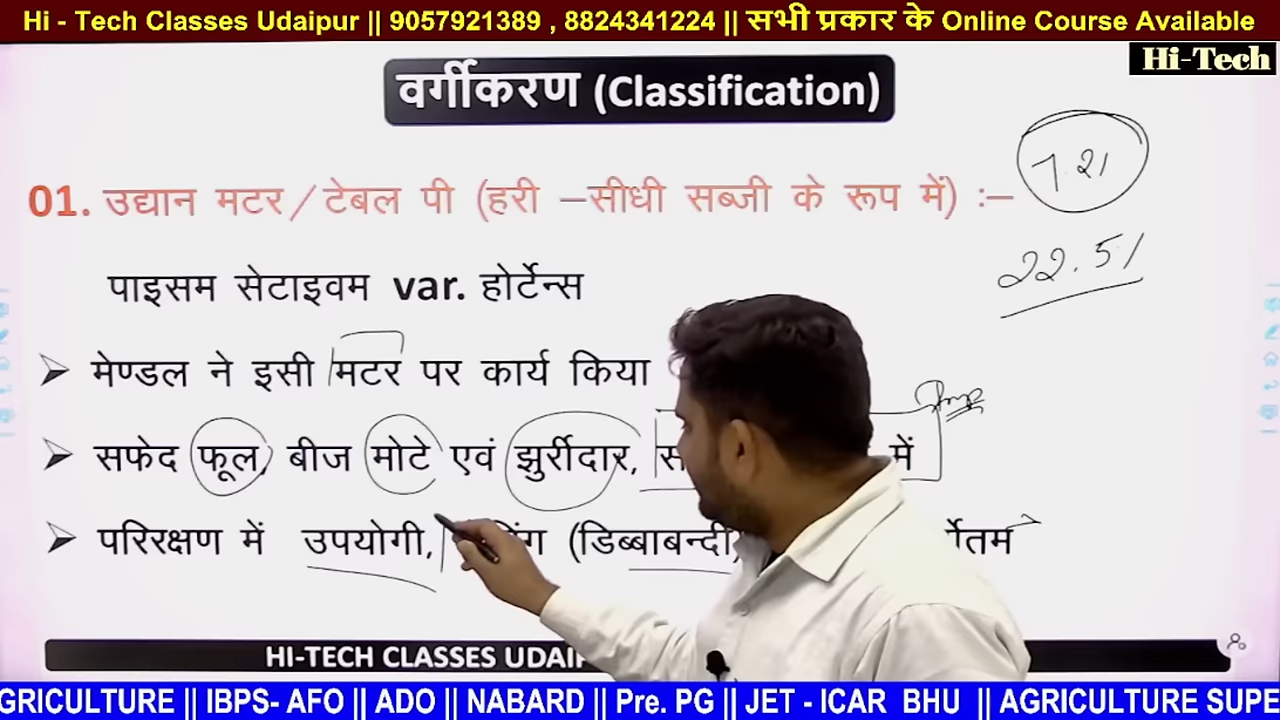 Hi - Tech Classes Udaipur || 9057921389 , 8824341224 || सभी प्रकार के Online Course Available
Hi-Tech
वर्गीकरण (Classification)
7.21
01. उद्यान मटर/टेबल पी (हरी –सीधी सब्जी के रूप में) :–
22.5%
पाइसम सेटाइवम var. होर्टेन्स
मेण्डल ने इसी मटर पर कार्य किया
Imp
सफेद फूल, बीज मोटे एवं झुर्रीदार, में
परिरक्षण में उपयोगी, (डिब्बाबन्दी)
HI-TECH CLASSES
GRICULTURE || IBPS- AFO || ADO || NABARD || Pre. PG || JET - ICAR BHU || AGRICULTURE SUPE